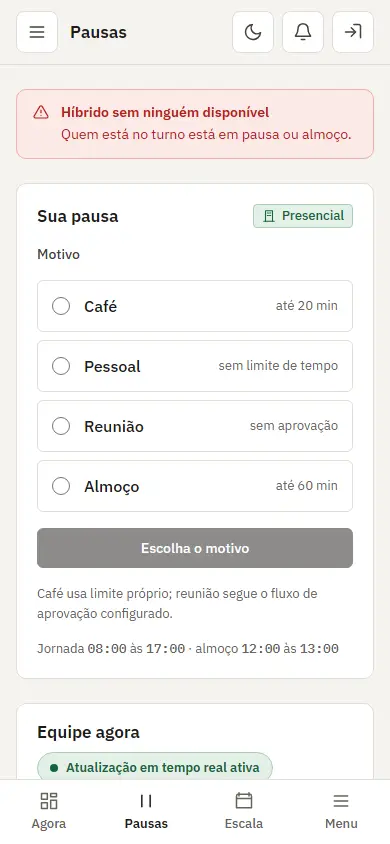 Pausas
Híbrido sem ninguém disponível
Quem está no turno está em pausa ou almoço.
Sua pausa
Presencial
Motivo
Café
até 20 min
Pessoal
sem limite de tempo
Reunião
sem aprovação
Almoço
até 60 min
Escolha o motivo
Café usa limite próprio; reunião segue o fluxo de
aprovação configurado.
Jornada 08:00 às 17:00 · almoço 12:00 às 13:00
Equipe agora
Atualização em tempo real ativa
Agora
Pausas
Escala
Menu